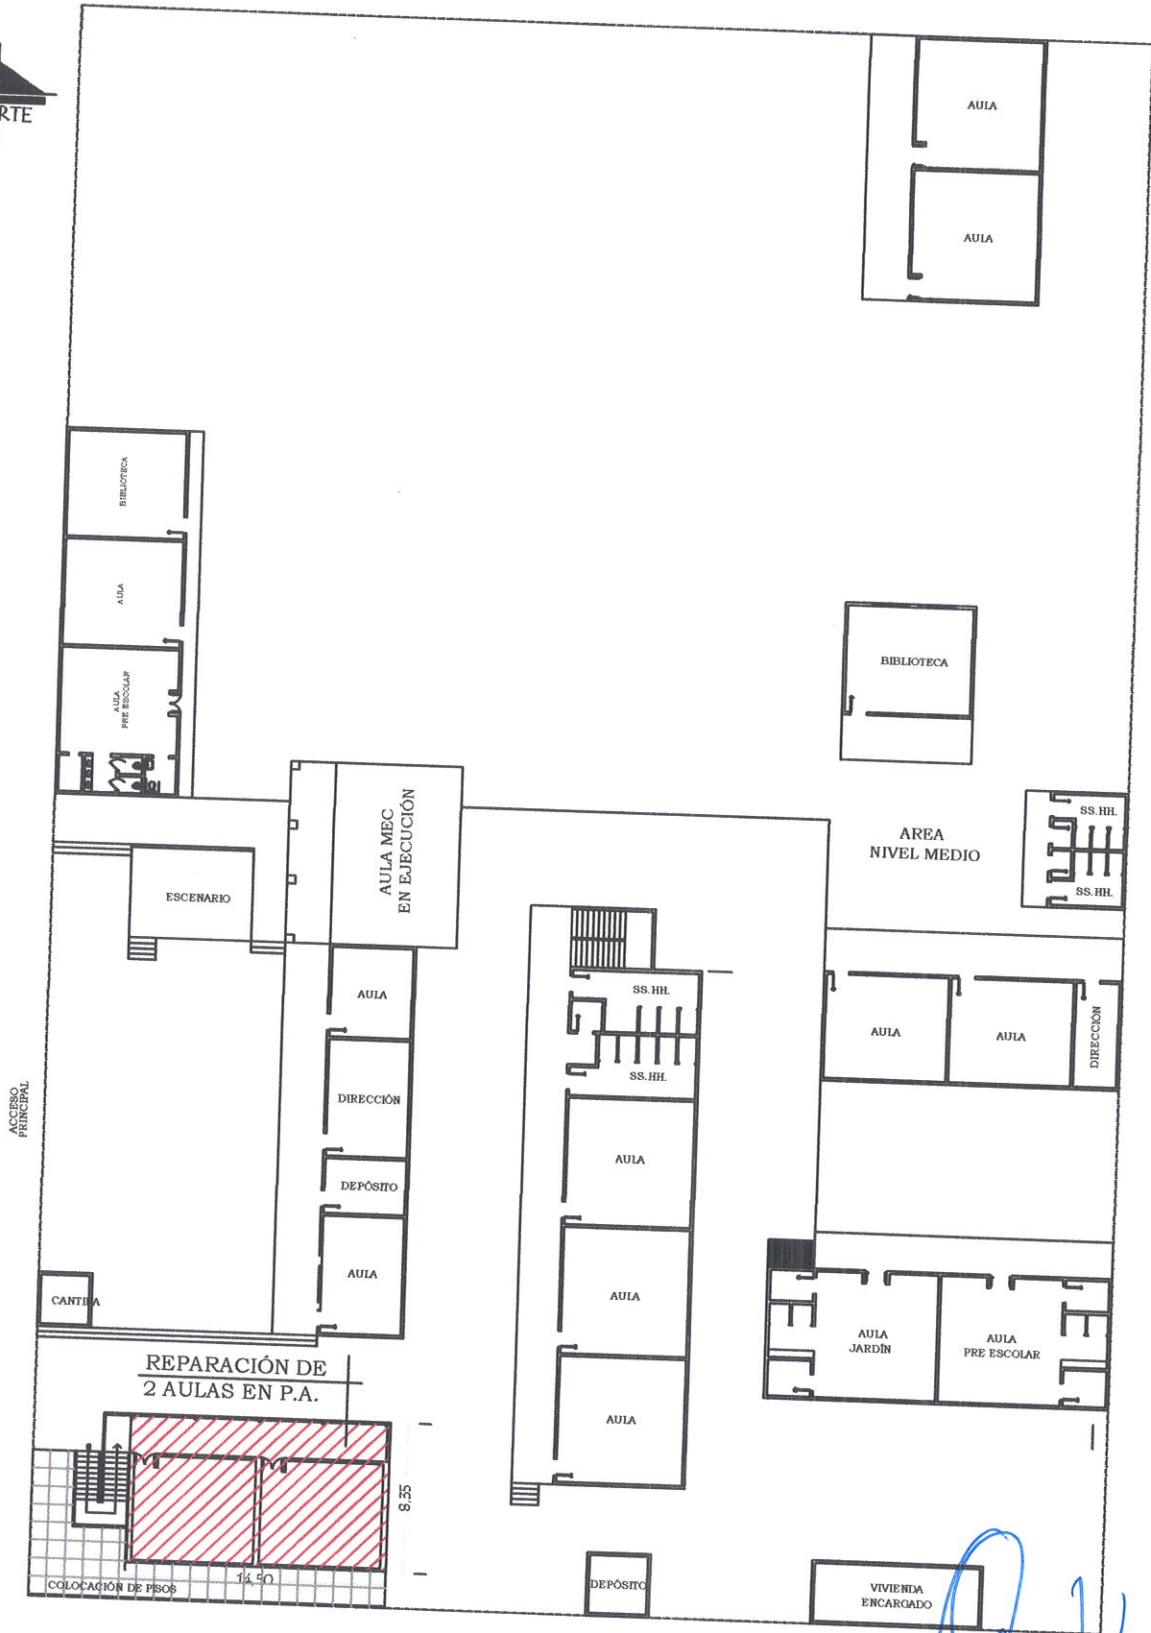 RTE
AULA
AULA
BIBLIOTECA
AULA
AULA
PRE ESCOLAR
BIBLIOTECA
AULA MEC
EN EJECUCIÓN
AREA
NIVEL MEDIO
SS.HH.
SS.HH.
ESCENARIO
AULA
SS.HH.
SS.HH.
AULA
AULA
DIRECCIÓN
ACCESO
PRINCIPAL
DIRECCIÓN
DEPÓSITO
AULA
AULA
AULA
AULA
CANTINA
AULA
JARDÍN
AULA
PRE ESCOLAR
REPARACIÓN DE
2 AULAS EN P.A.
8,35
14,50
COLOCACIÓN DE PISOS
DEPÓSITO
VIVIENDA
ENCARGADO